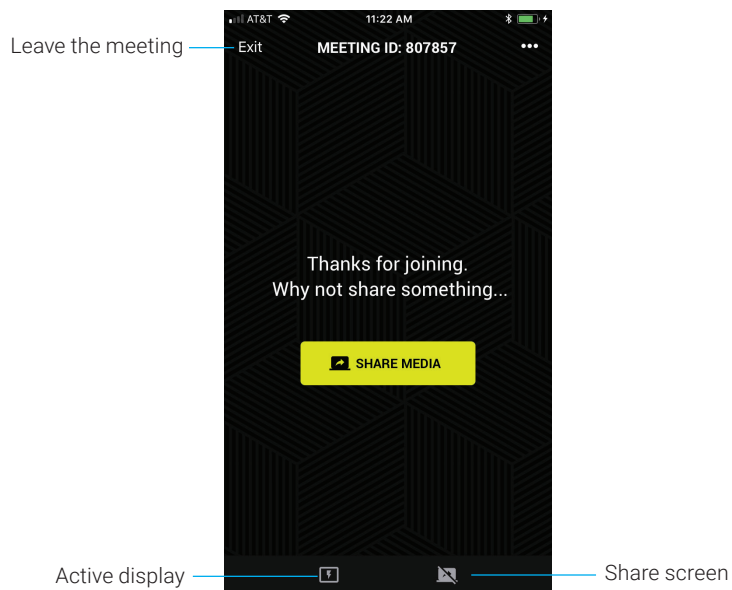 AT&T 11:22 AM
Leave the meeting Exit MEETING ID: 807857 •••
Thanks for joining.
Why not share something...
SHARE MEDIA
Active display Share screen